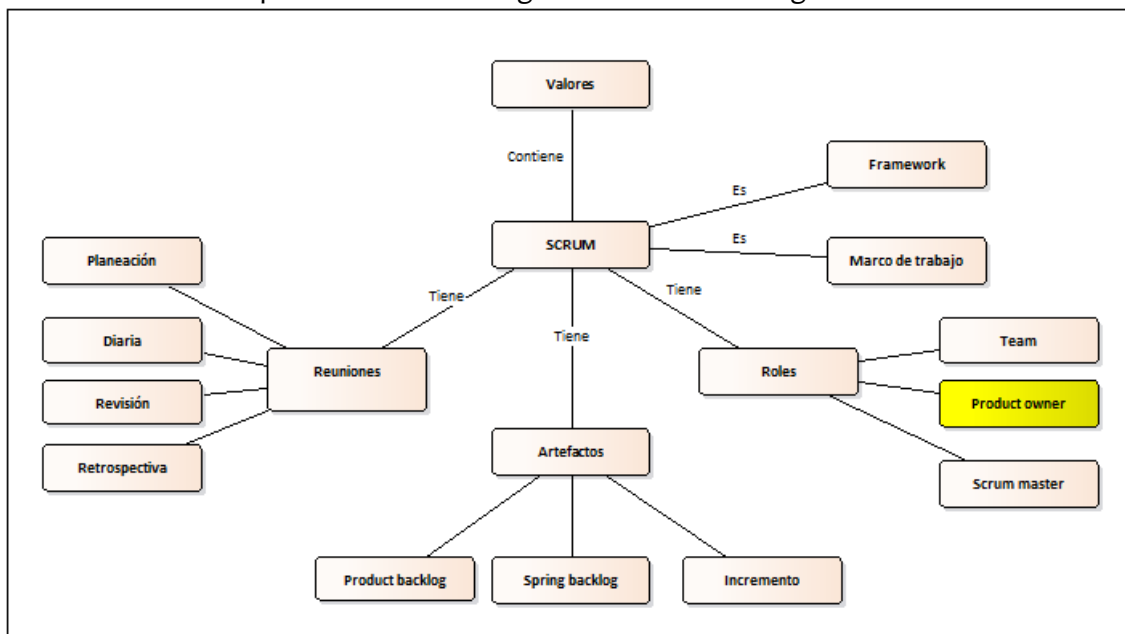 Valores
Contiene
Framework
Es
SCRUM
Es
Marco de trabajo
Planeación
Tiene
Tiene
Tiene
Diaria
Reuniones
Roles
Team
Revisión
Product owner
Retrospectiva
Artefactos
Scrum master
Product backlog
Spring backlog
Incremento